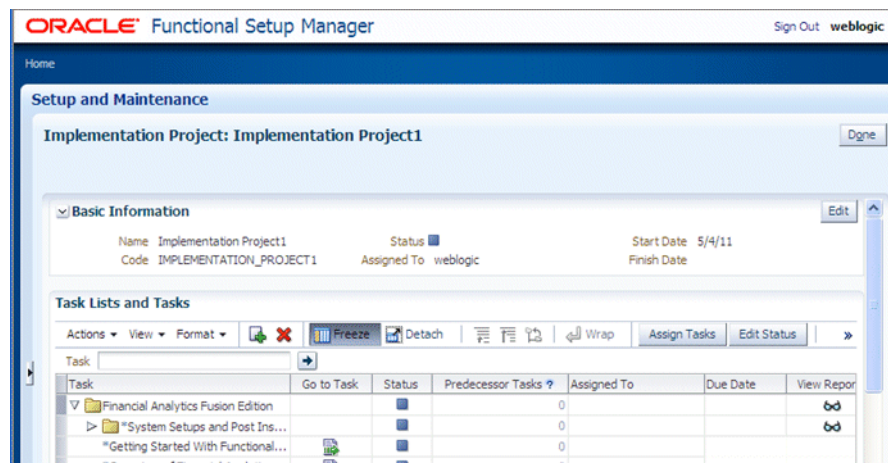 ORACLE Functional Setup Manager
Sign Out weblogic
Home
Setup and Maintenance
Implementation Project: Implementation Project1
Done
Basic Information
Edit
Name Implementation Project1 Status Start Date 5/4/11
Code IMPLEMENTATION_PROJECT1 Assigned To weblogic Finish Date
Task Lists and Tasks
Actions View Format Freeze Detach Wrap Assign Tasks Edit Status »
Task
Task Go to Task Status Predecessor Tasks ? Assigned To Due Date View Repor
Financial Analytics Fusion Edition 0
*System Setups and Post Ins... 0
*Getting Started With Functional... 0